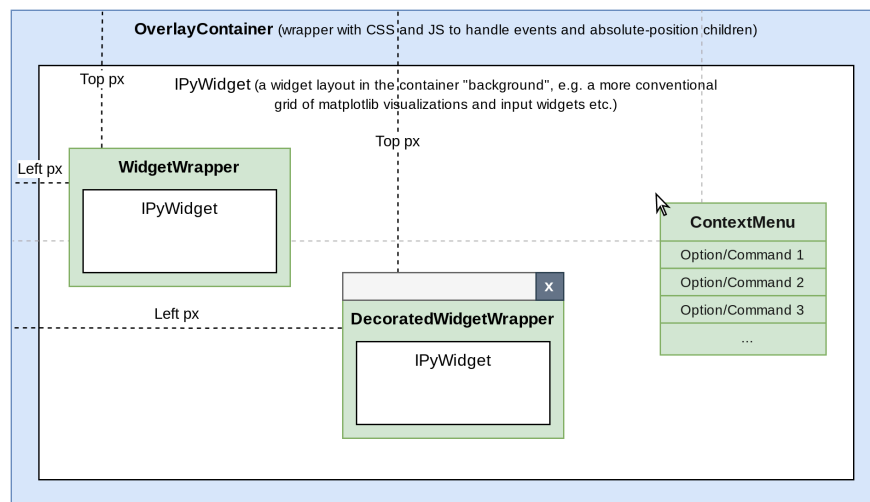 OverlayContainer (wrapper with CSS and JS to handle events and absolute-position children)
Top px
IPyWidget (a widget layout in the container "background", e.g. a more conventional
grid of matplotlib visualizations and input widgets etc.)
Top px
Left px
WidgetWrapper
IPyWidget
ContextMenu
Option/Command 1
Option/Command 2
Option/Command 3
...
x
Left px
DecoratedWidgetWrapper
IPyWidget